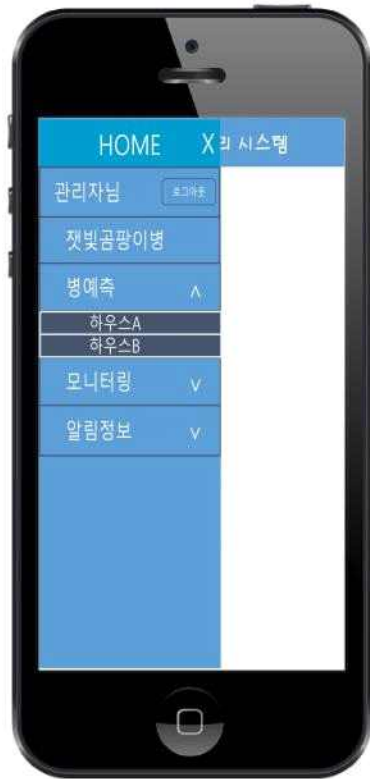 HOME X 리 시스템
관리자님 로그아웃
잿빛곰팡이병
병예측 ∧
하우스A
하우스B
모니터링 ∨
알림정보 ∨